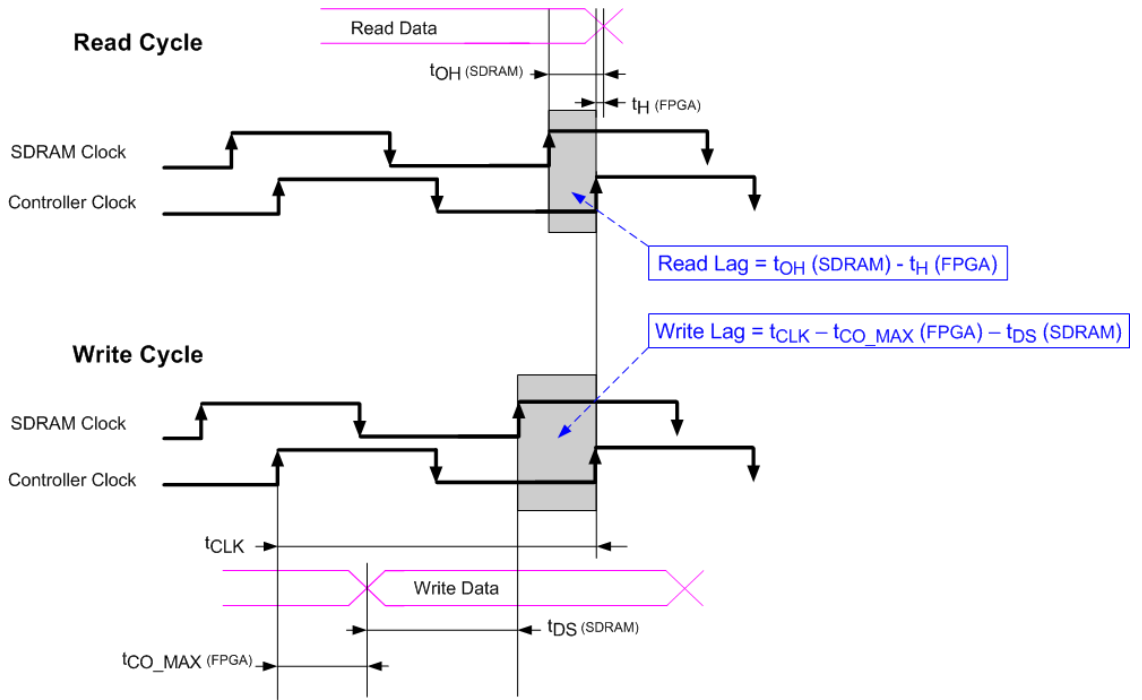 Read Data
Read Cycle
tOH (SDRAM)
tH (FPGA)
SDRAM Clock
Controller Clock
Read Lag = tOH (SDRAM) - tH (FPGA)
Write Lag = tCLK – tCO_MAX (FPGA) – tDS (SDRAM)
Write Cycle
SDRAM Clock
Controller Clock
tCLK
Write Data
tDS (SDRAM)
tCO_MAX (FPGA)